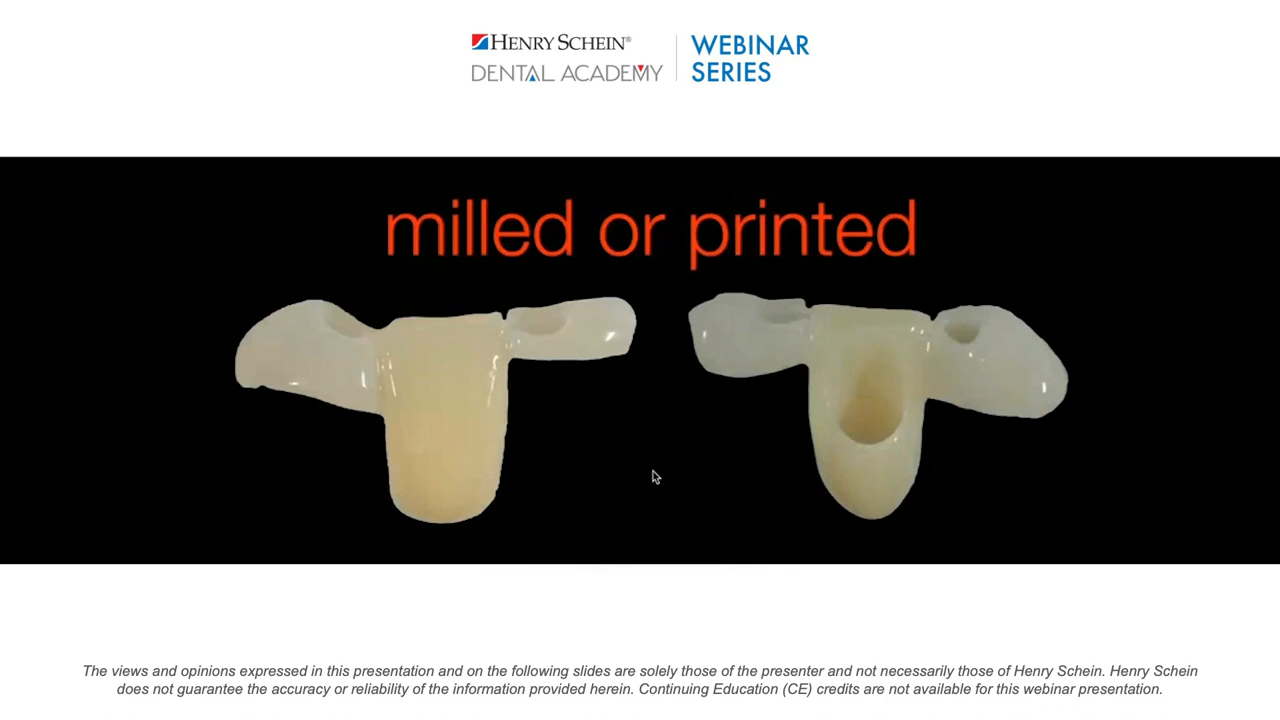 HENRY SCHEIN®
DENTAL ACADEMY
WEBINAR
SERIES
milled or printed
The views and opinions expressed in this presentation and on the following slides are solely those of the presenter and not necessarily those of Henry Schein. Henry Schein
does not guarantee the accuracy or reliability of the information provided herein. Continuing Education (CE) credits are not available for this webinar presentation.